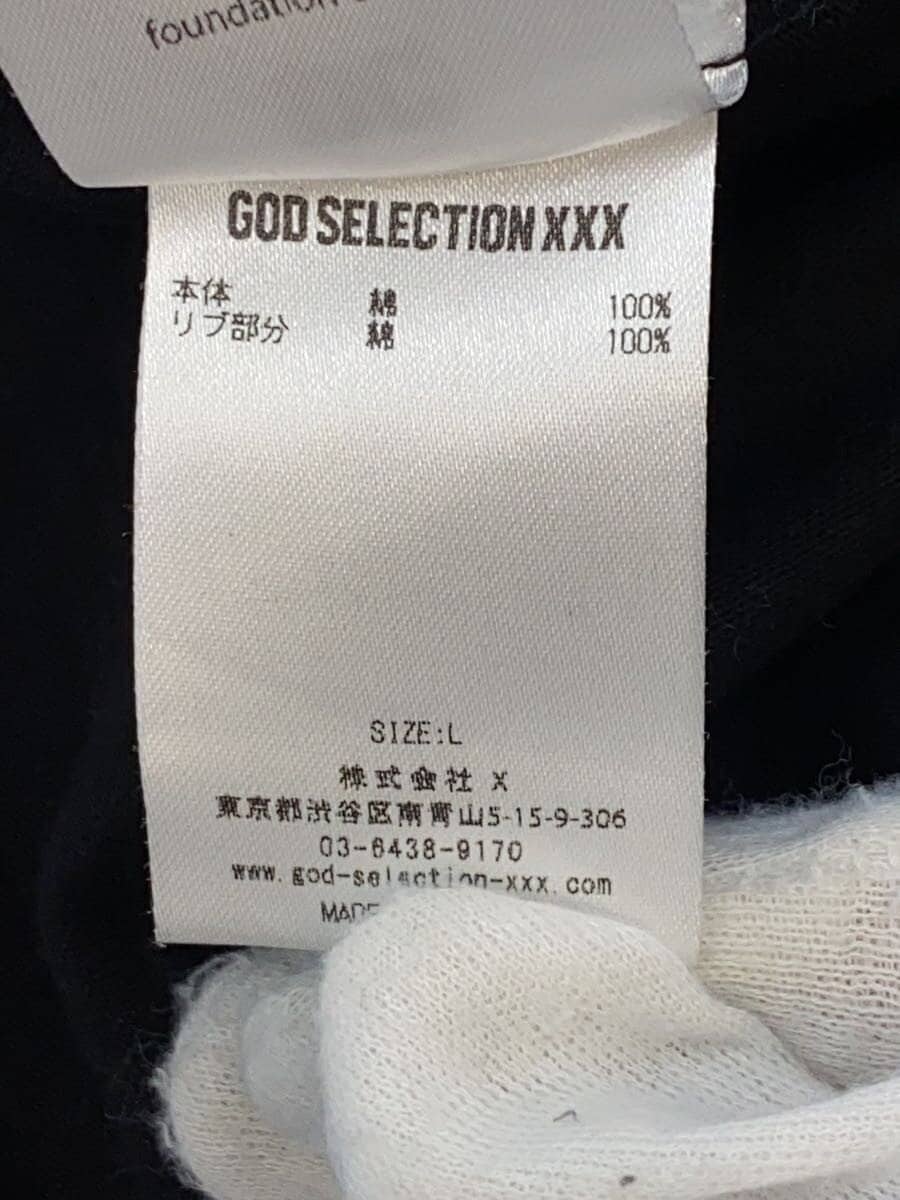 foundation
GOD SELECTION XXX
本体 綿 100%
リブ部分 綿 100%
SIZE:L
株式会社 X
東京都渋谷区南青山5-15-9-306
03-6438-9170
www.god-selection-xxx.com
MADE